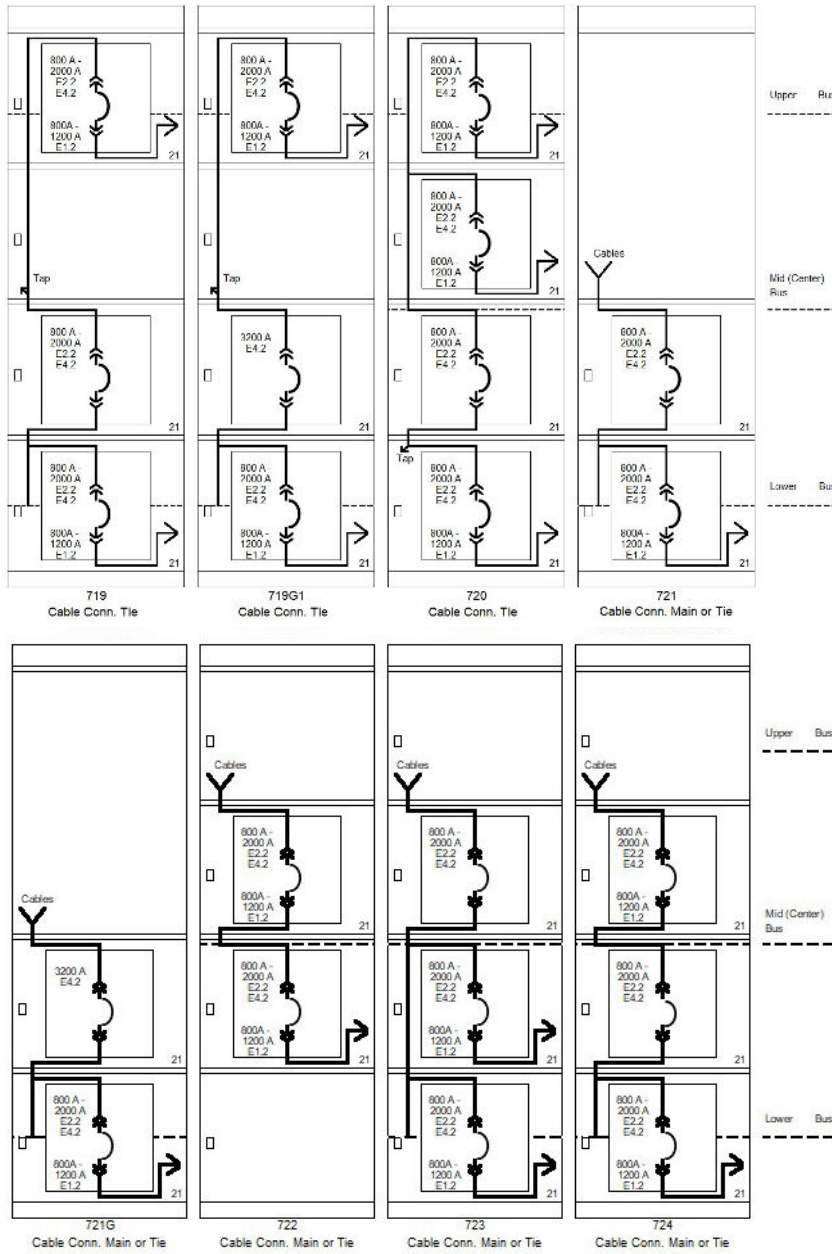 800 A -
2000 A
E2.2
E4.2
800A -
1200 A
E1.2
21
Tap
800 A -
2000 A
E2.2
E4.2
21
800 A -
2000 A
E2.2
E4.2
800A -
1200 A
E1.2
21
719
Cable Conn. Tie
800 A -
2000 A
E2.2
E4.2
800A -
1200 A
E1.2
21
Tap
3200 A
E4.2
21
800 A -
2000 A
E2.2
E4.2
800A -
1200 A
E1.2
21
719G1
Cable Conn. Tie
800 A -
2000 A
E2.2
E4.2
800A -
1200 A
E1.2
21
800 A -
2000 A
E2.2
E4.2
800A -
1200 A
E1.2
21
800 A -
2000 A
E2.2
E4.2
21
Tap
800 A -
2000 A
E2.2
E4.2
800A -
1200 A
E1.2
21
720
Cable Conn. Tie
Cables
800 A -
2000 A
E2.2
E4.2
21
800 A -
2000 A
E2.2
E4.2
800A -
1200 A
E1.2
21
721
Cable Conn. Main or Tie
Upper Bus
Mid (Center)
Bus
Lower Bus
Cables
3200 A
E4.2
21
800 A -
2000 A
E2.2
E4.2
800A -
1200 A
E1.2
21
721G
Cable Conn. Main or Tie
Cables
800 A -
2000 A
E2.2
E4.2
800A -
1200 A
E1.2
21
800 A -
2000 A
E2.2
E4.2
800A -
1200 A
E1.2
21
722
Cable Conn. Main or Tie
Cables
800 A -
2000 A
E2.2
E4.2
21
800 A -
2000 A
E2.2
E4.2
800A -
1200 A
E1.2
21
800 A -
2000 A
E2.2
E4.2
800A -
1200 A
E1.2
21
723
Cable Conn. Main or Tie
Cables
800 A -
2000 A
E2.2
E4.2
800A -
1200 A
E1.2
21
800 A -
2000 A
E2.2
E4.2
21
800 A -
2000 A
E2.2
E4.2
800A -
1200 A
E1.2
21
724
Cable Conn. Main or Tie
Upper Bus
Mid (Center)
Bus
Lower Bus